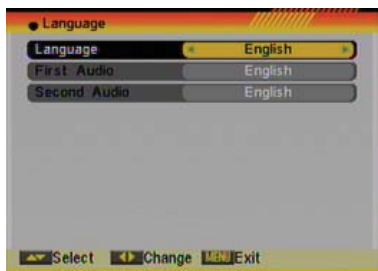 Language
Language English
First Audio English
Second Audio English
Select Change MENU Exit